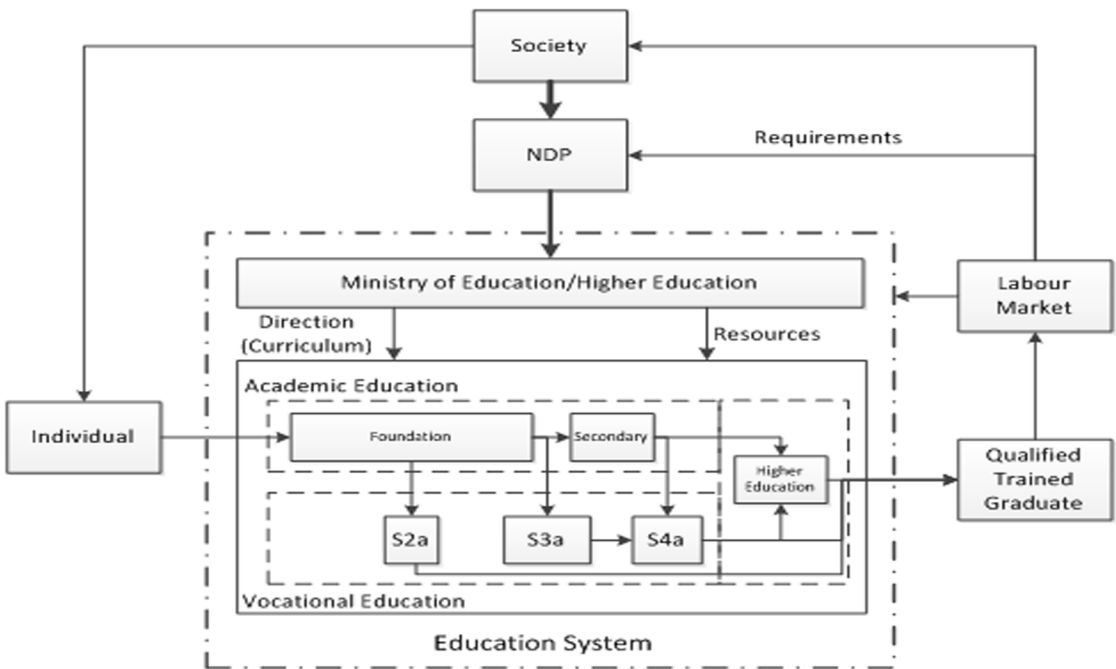 Society
NDP
Requirements
Ministry of Education/Higher Education
Labour
Market
Direction
(Curriculum)
Resources
Academic Education
Individual
Foundation
Secondary
Higher
Education
Qualified
Trained
Graduate
S2a
S3a
S4a
Vocational Education
Education System